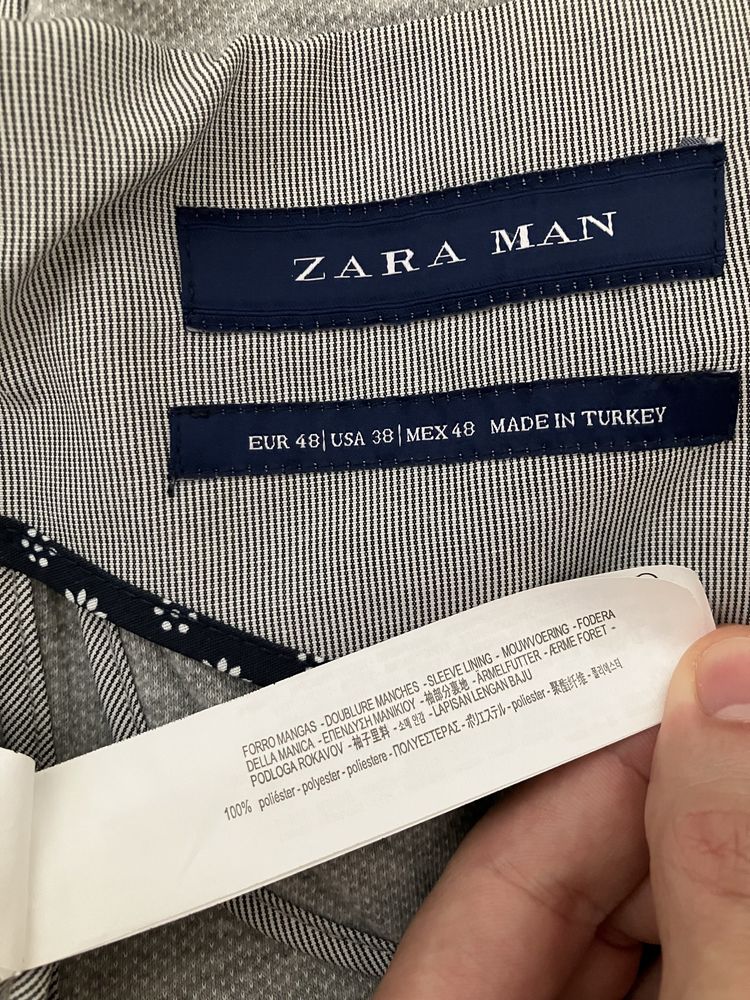 ZARA MAN
EUR 48|USA 38|MEX 48 MADE IN TURKEY
FORRO MANGAS - DOUBLURE MANCHES - SLEEVE LINING - MOUWVOERING - FODERA
DELLA MANICA - ΕΠΕΝΔΥΣΗ ΜΑΝΙΚΙΟΥ - 袖部分裏地 - ÄRMELFUTTER - ÆRME FORET -
PODLOGA ROKAVOV - 袖子里料 - 소매 안감 - LAPISAN LENGAN BAJU
100% poliéster - polyester - poliestere - ΠΟΛΥΕΣΤΕΡΑΣ - ポリエステル - poliester - 聚酯纤维 - 폴리에스터